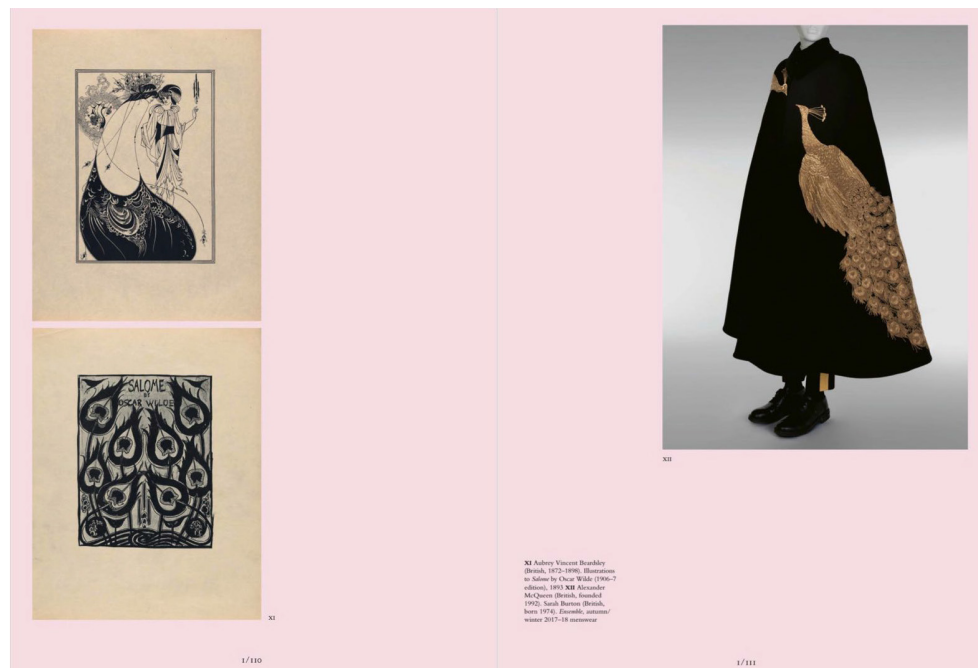 SALOME
BY
OSCAR WILDE
XI
1/110
XII
XI Aubrey Vincent Beardsley
(British, 1872–1898). Illustrations
to Salome by Oscar Wilde (1906–7
edition), 1893 XII Alexander
McQueen (British, founded
1992). Sarah Burton (British,
born 1974). Ensemble, autumn/
winter 2017–18 menswear
1/111